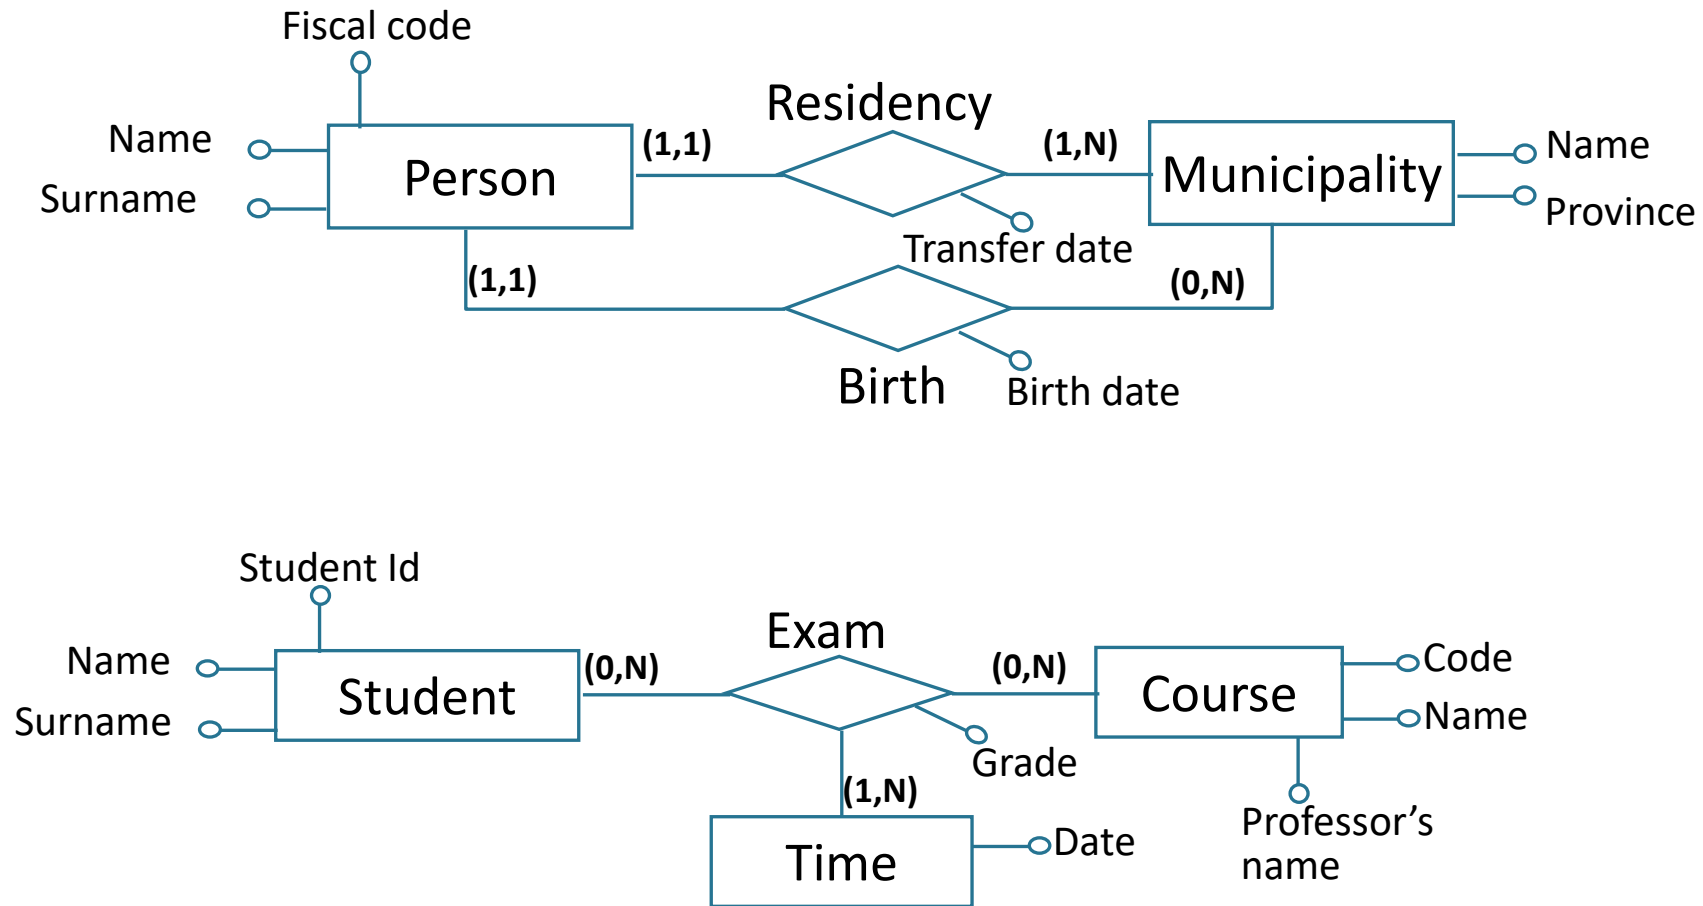 Fiscal code
Residency
Name
(1,1)
(1,N)
Name
Person
Municipality
Surname
Province
Transfer date
(1,1)
(0,N)
Birth
Birth date
Student Id
Exam
Name
(0,N)
(0,N)
Code
Student
Course
Surname
Name
Grade
(1,N)
Professor’s
name
Time
Date